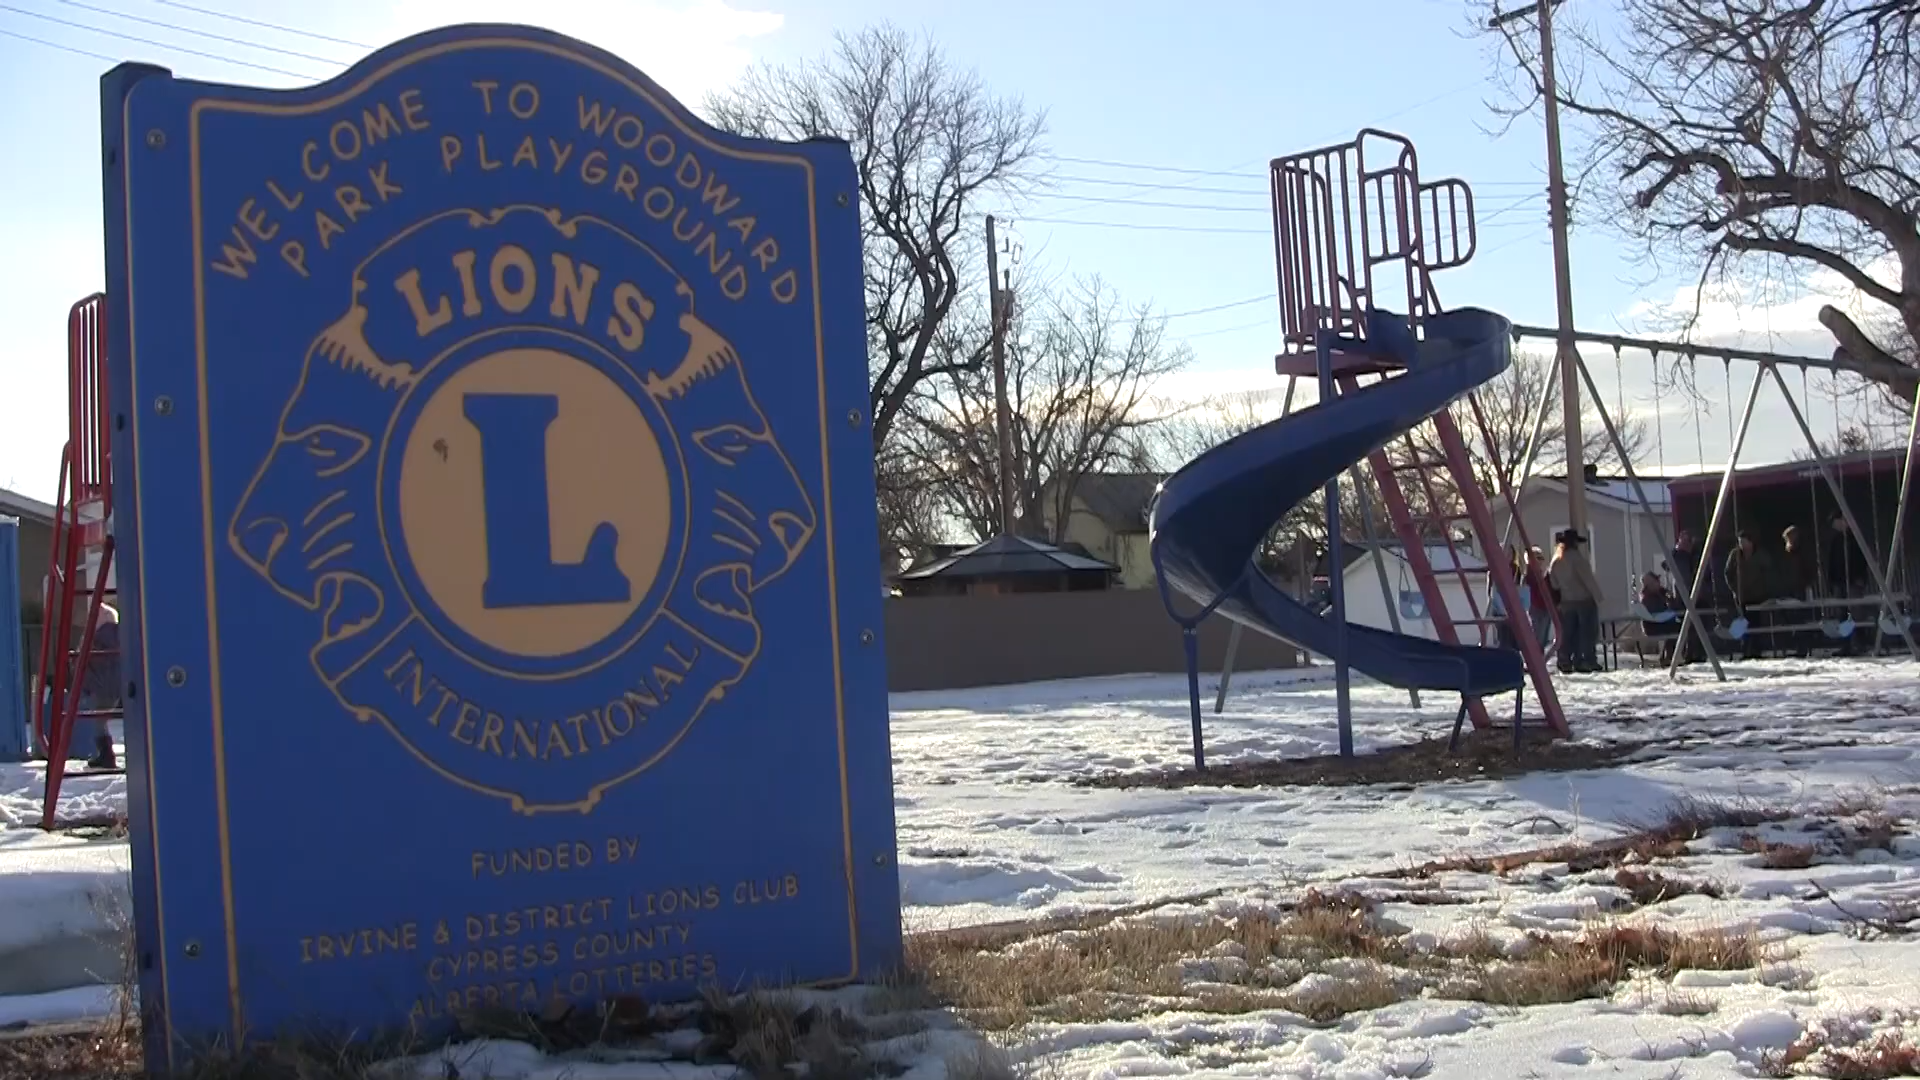 WELCOME TO WOODWARD
PARK PLAYGROUND
LIONS
L
INTERNATIONAL
FUNDED BY
IRVINE & DISTRICT LIONS CLUB
CYPRESS COUNTY
ALBERTA LOTTERIES